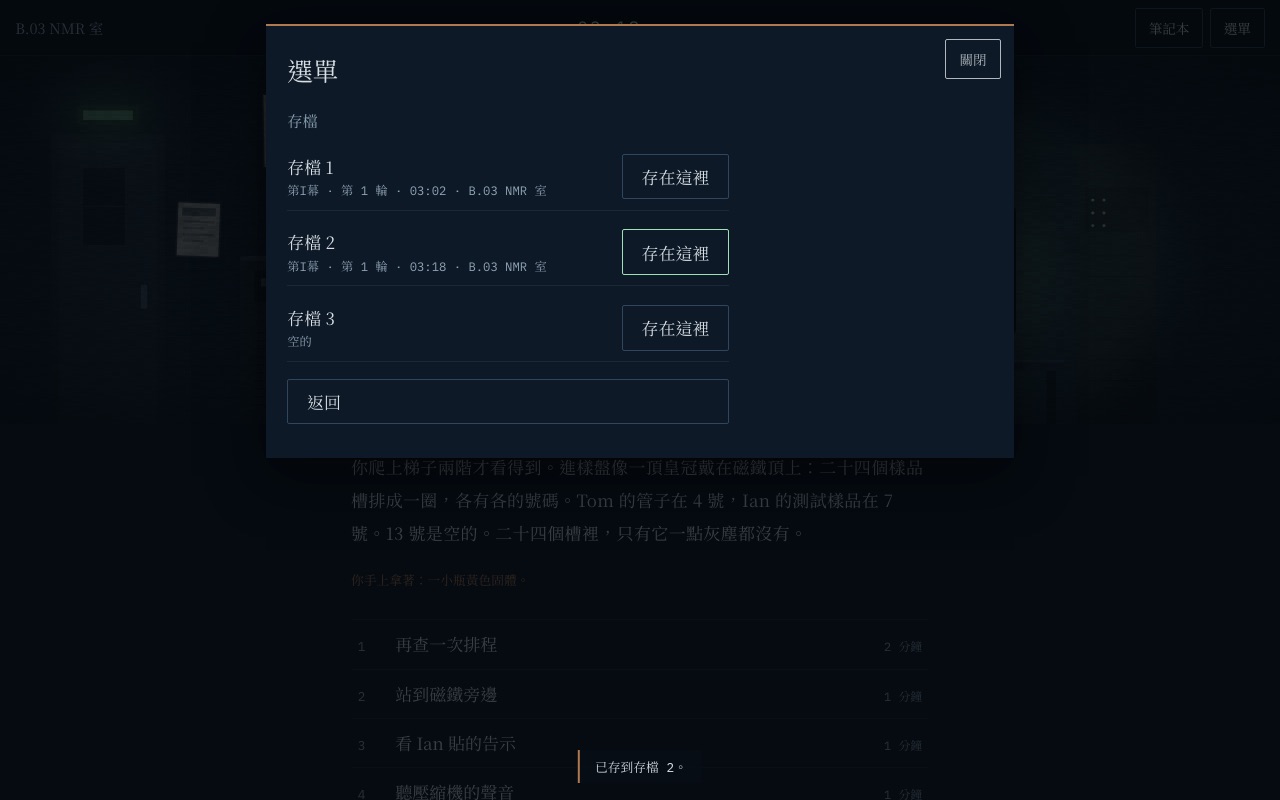 B.03 NMR 室
筆記本
選單
選單
關閉
存檔
存檔 1
第I幕 · 第 1 輪 · 03:02 · B.03 NMR 室
存在這裡
存檔 2
第I幕 · 第 1 輪 · 03:18 · B.03 NMR 室
存在這裡
存檔 3
空的
存在這裡
返回
你爬上梯子兩階才看得到。進樣盤像一頂皇冠戴在磁鐵頂上：二十四個樣品
槽排成一圈，各有各的號碼。Tom 的管子在 4 號，Ian 的測試樣品在 7
號。13 號是空的。二十四個槽裡，只有它一點灰塵都沒有。
你手上拿著：一小瓶黃色固體。
1 再查一次排程 2 分鐘
2 站到磁鐵旁邊 1 分鐘
3 看 Ian 貼的告示 1 分鐘
4 聽壓縮機的聲音 1 分鐘
已存到存檔 2。